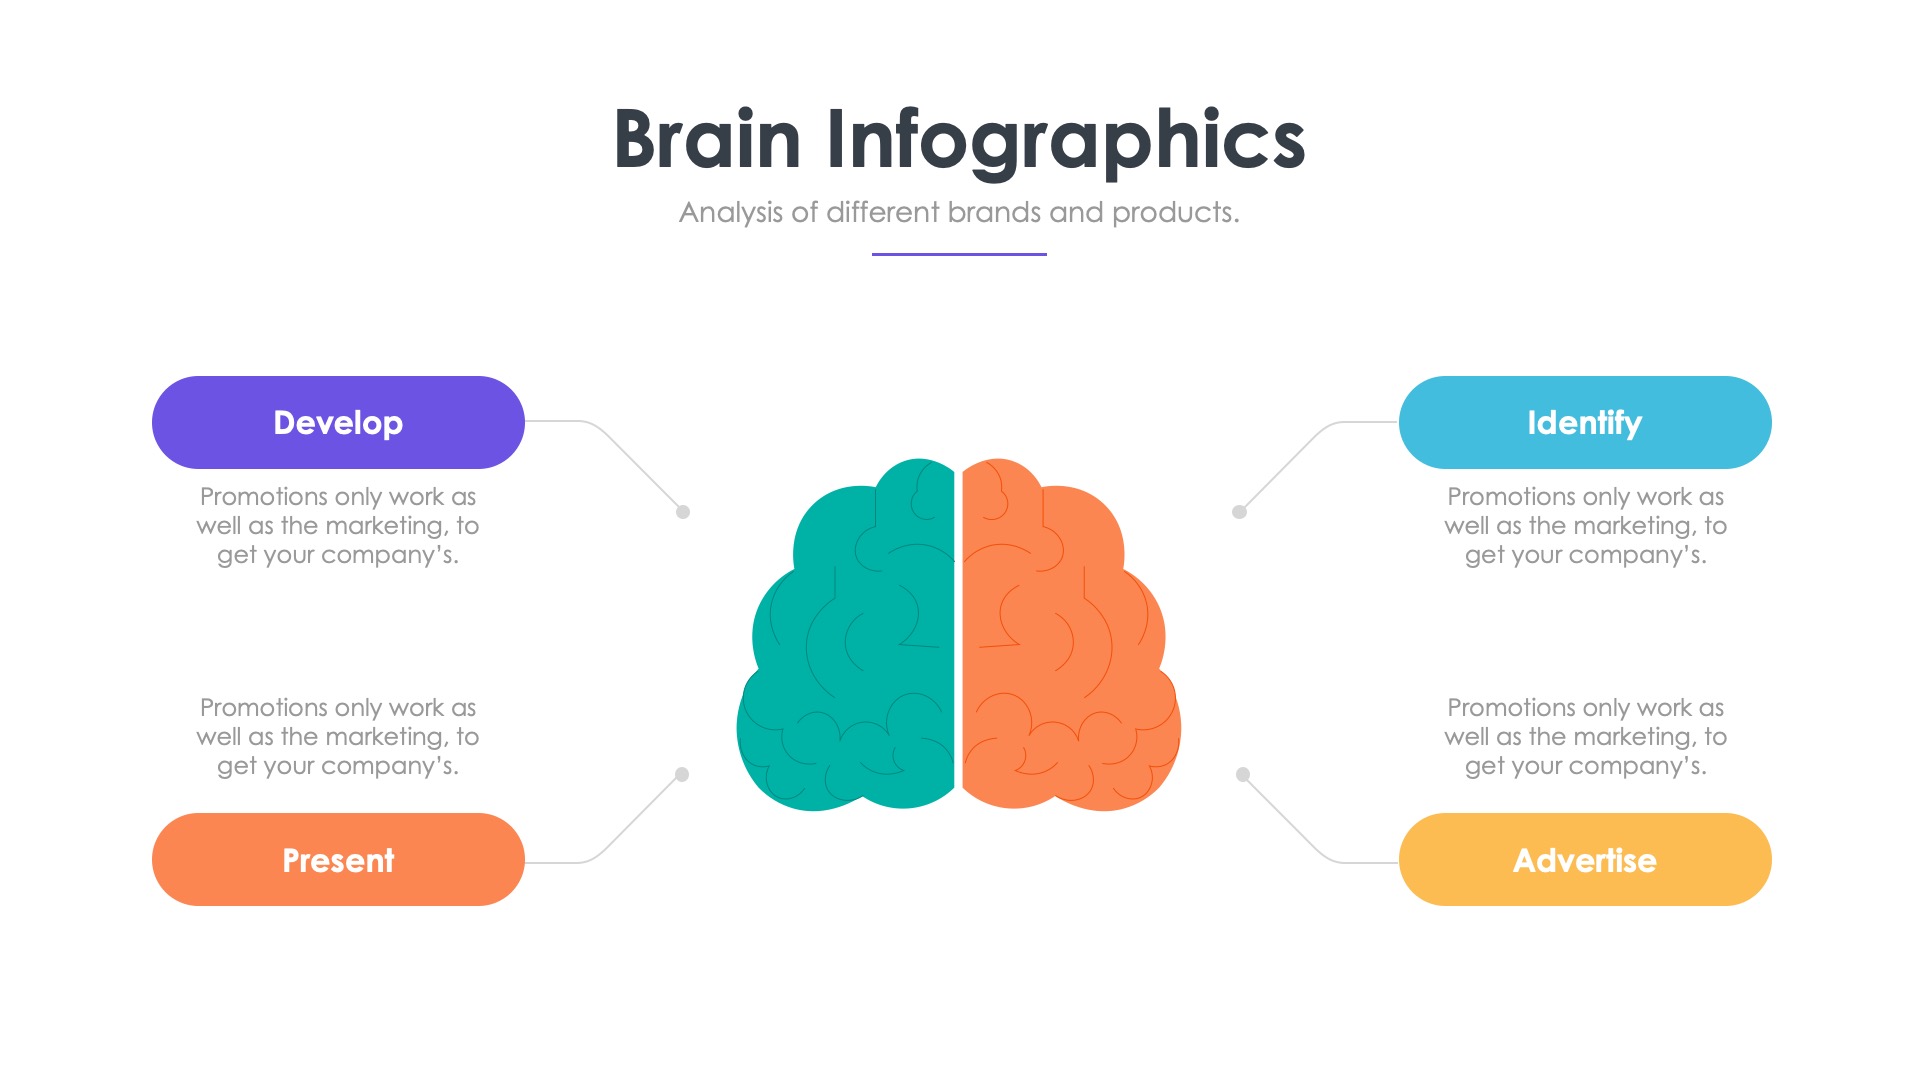 Brain Infographics
Analysis of different brands and products.
Develop
Promotions only work as
well as the marketing, to
get your company’s.
Identify
Promotions only work as
well as the marketing, to
get your company’s.
Promotions only work as
well as the marketing, to
get your company’s.
Present
Promotions only work as
well as the marketing, to
get your company’s.
Advertise